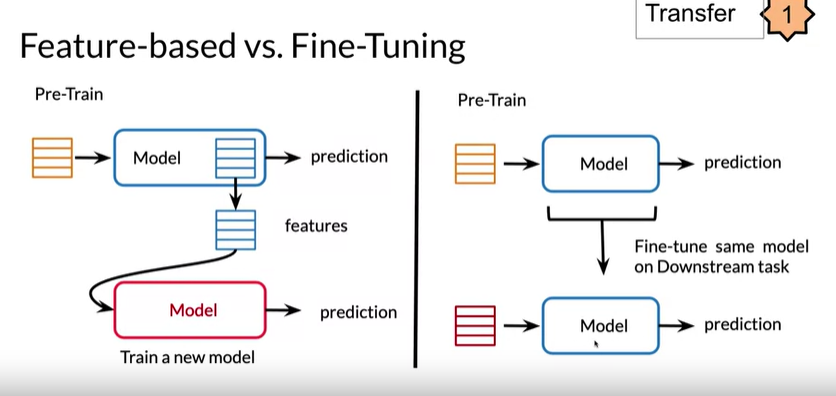 Transfer 1
Feature-based vs. Fine-Tuning
Pre-Train
Model
prediction
features
Model
prediction
Train a new model
Pre-Train
Model
prediction
Fine-tune same model
on Downstream task
Model
prediction